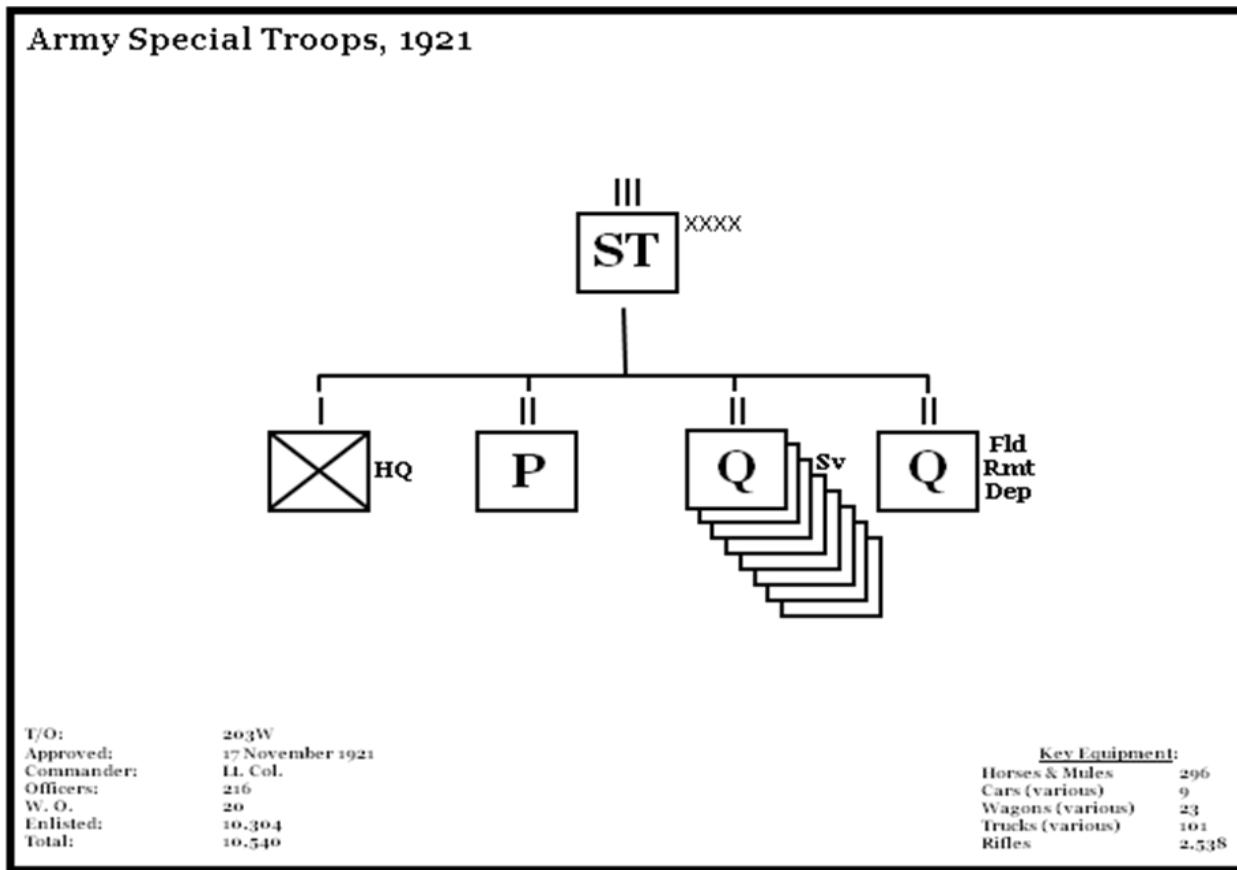 Army Special Troops, 1921
III
ST XXXX
I II II II
HQ P Q Sv Q Fld
Rmt
Dep
T/O: 203W
Approved: 17 November 1921
Commander: Lt. Col.
Officers: 216
W. O. 20
Enlisted: 10,304
Total: 10,540
Key Equipment:
Horses & Mules 296
Cars (various) 9
Wagons (various) 23
Trucks (various) 101
Rifles 2,538